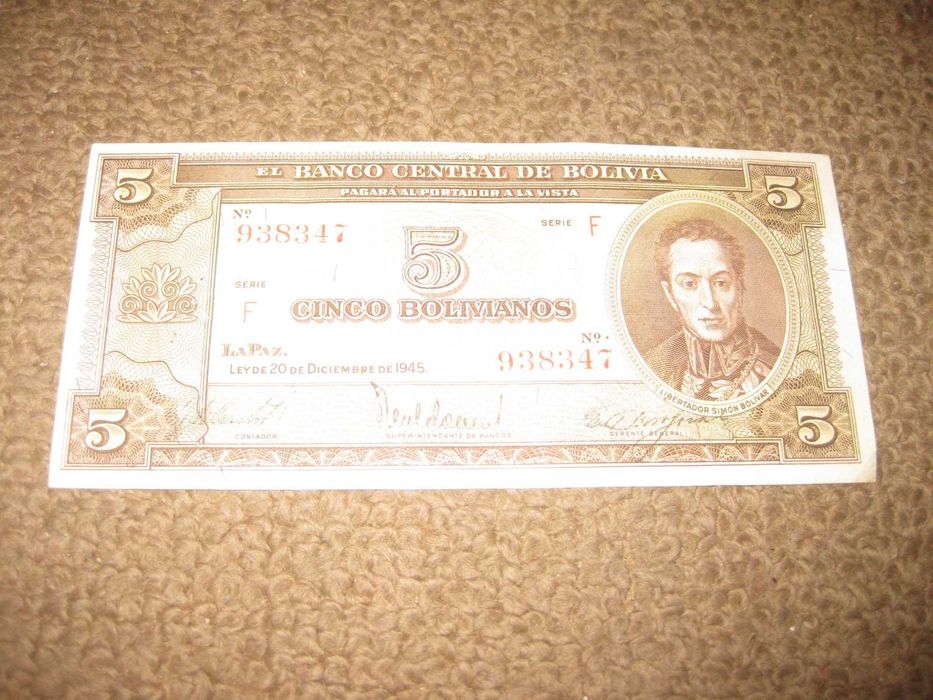 5 EL BANCO CENTRAL DE BOLIVIA 5
PAGARÁ AL PORTADOR A LA VISTA
Nº 938347
SERIE F
5
SERIE
F
CINCO BOLIVIANOS
LA PAZ.
LEY DE 20 DE DICIEMBRE DE 1945.
Nº 938347
LIBERTADOR SIMÓN BOLÍVAR
5 5
CONTADOR
SUPERINTENDENTE DE BANCOS
GERENTE GENERAL